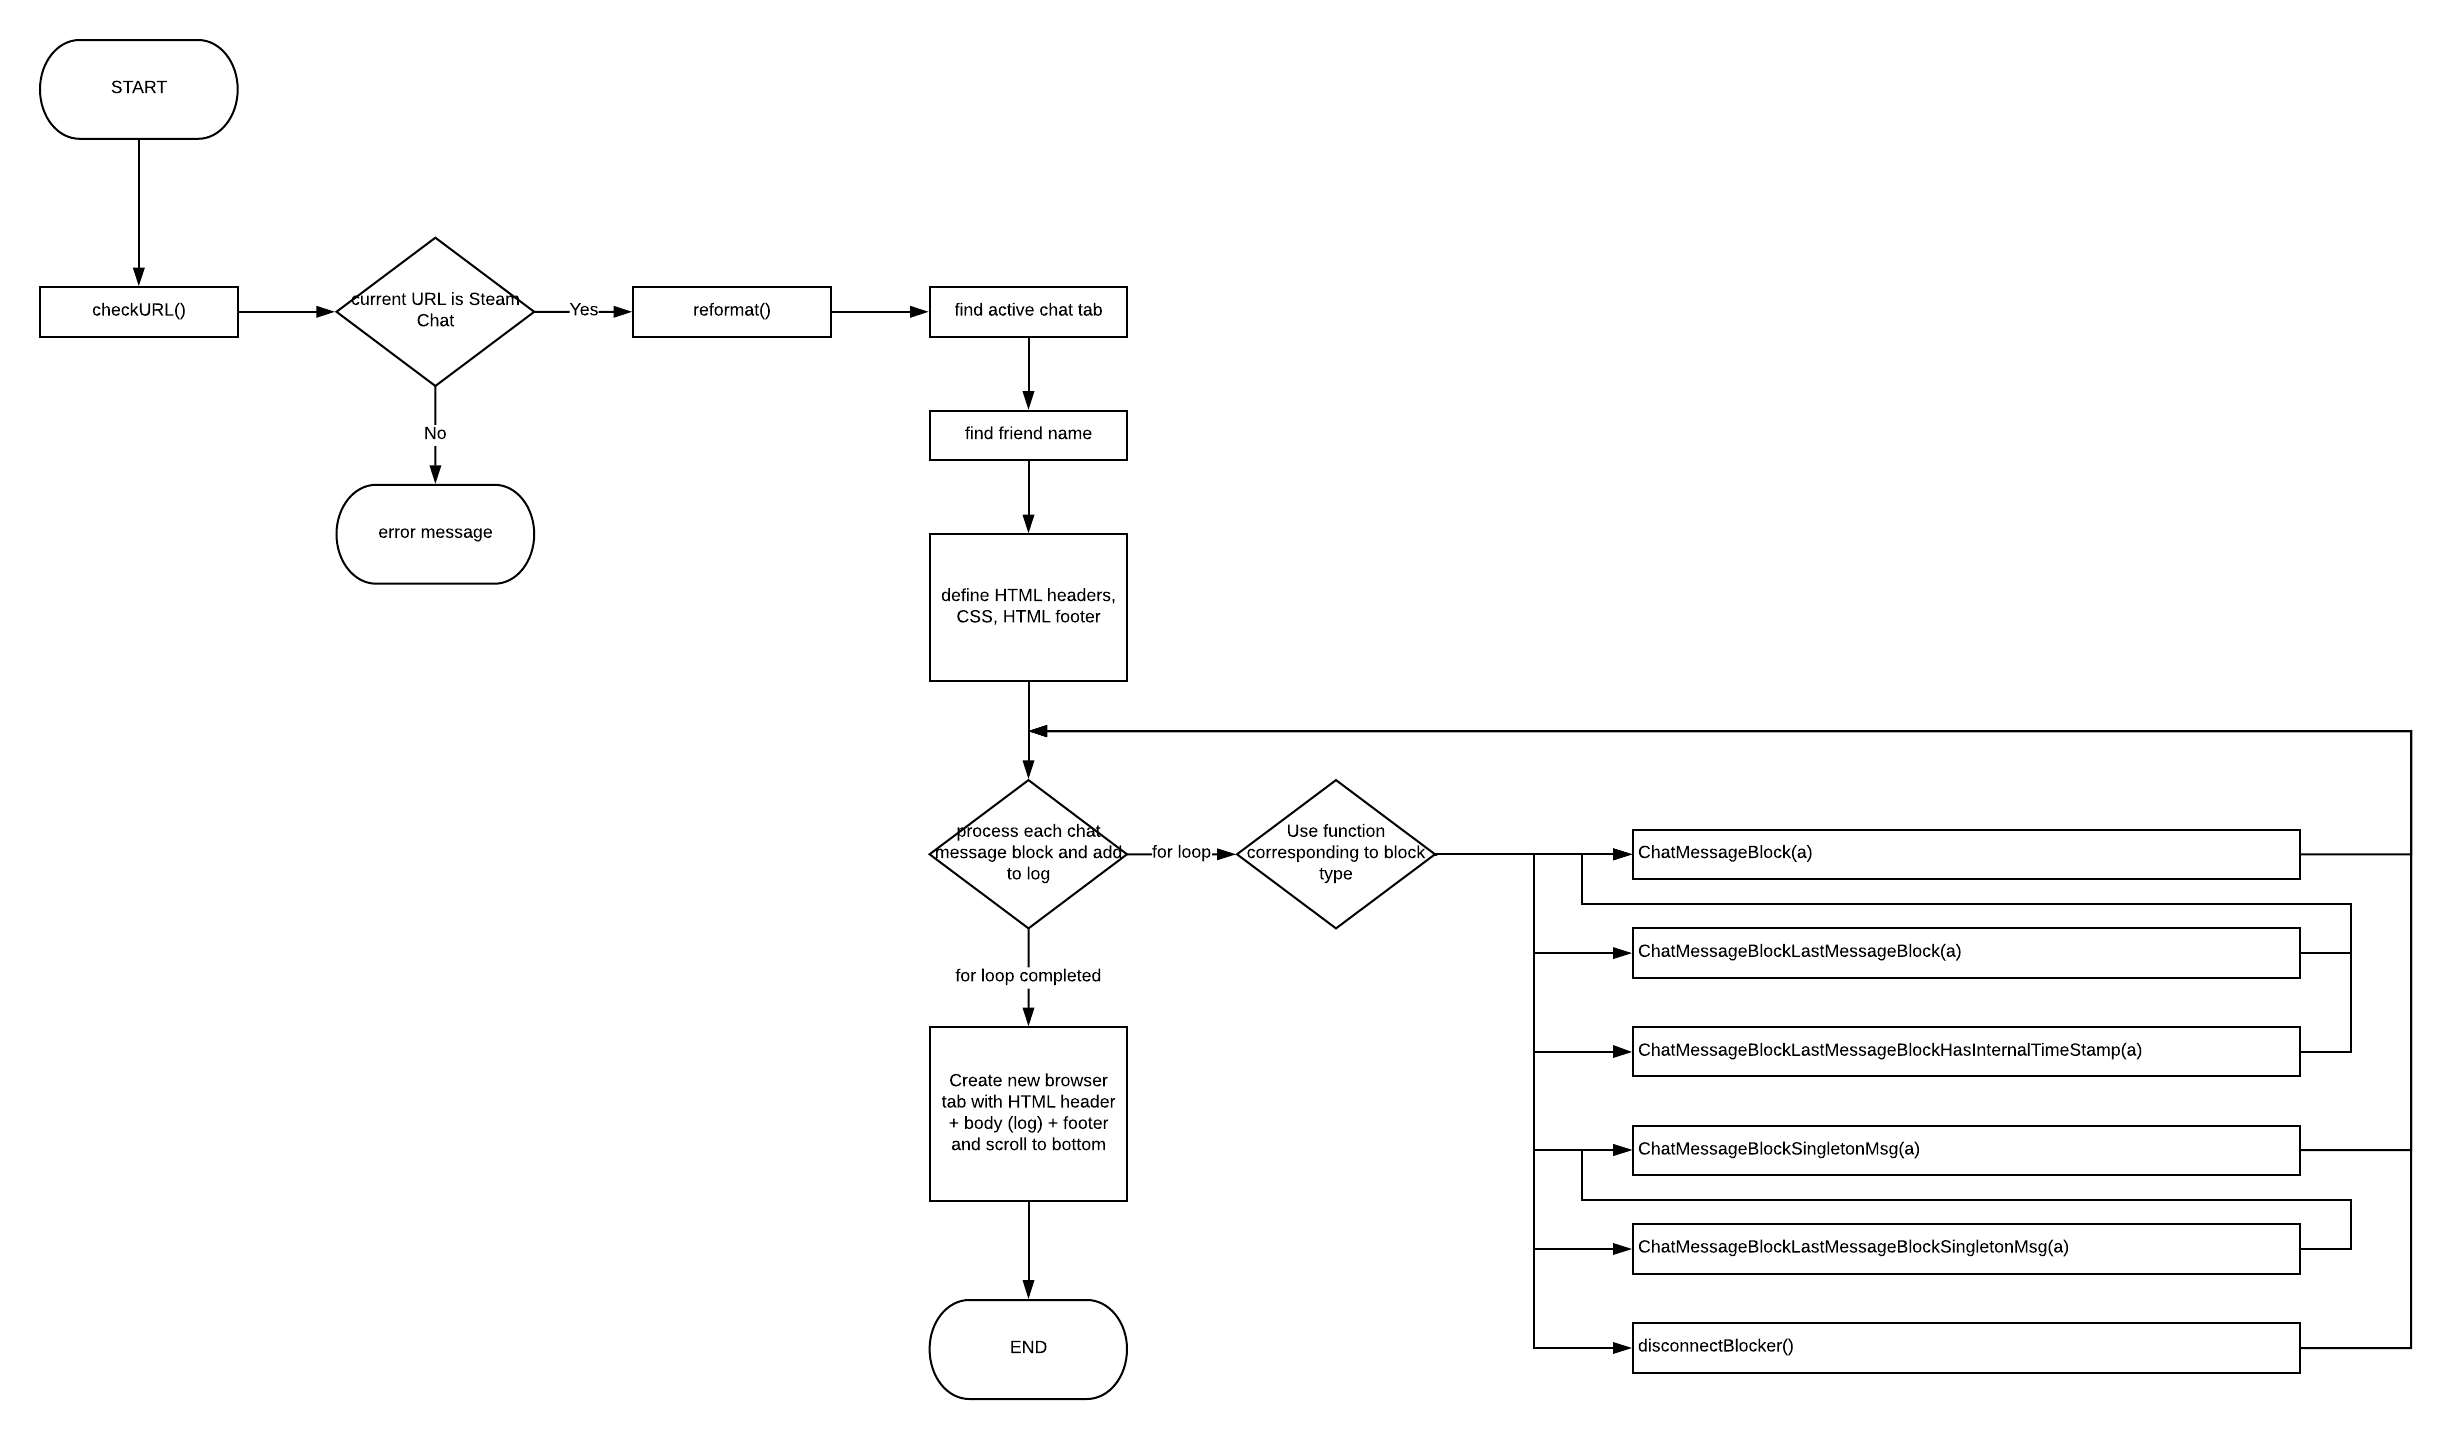 START
checkURL()
current URL is Steam
Chat
Yes
No
error message
reformat()
find active chat tab
find friend name
define HTML headers,
CSS, HTML footer
process each chat
message block and add
to log
for loop
Use function
corresponding to block
type
ChatMessageBlock(a)
ChatMessageBlockLastMessageBlock(a)
ChatMessageBlockLastMessageBlockHasInternalTimeStamp(a)
ChatMessageBlockSingletonMsg(a)
ChatMessageBlockLastMessageBlockSingletonMsg(a)
disconnectBlocker()
for loop completed
Create new browser
tab with HTML header
+ body (log) + footer
and scroll to bottom
END